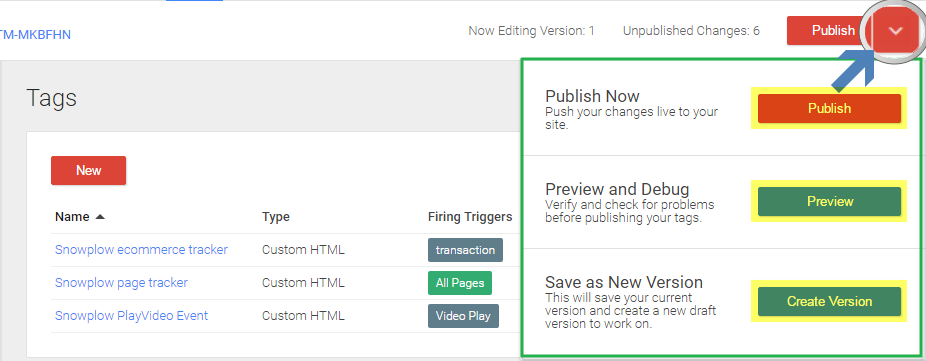 TM-MKBFHN
Now Editing Version: 1
Unpublished Changes: 6
Publish
Tags
New
Name
Type
Firing Triggers
Snowplow ecommerce tracker
Custom HTML
transaction
Snowplow page tracker
Custom HTML
All Pages
Snowplow PlayVideo Event
Custom HTML
Video Play
Publish Now
Push your changes live to your
site.
Publish
Preview and Debug
Verify and check for problems
before publishing your tags.
Preview
Save as New Version
This will save your current
version and create a new draft
version to work on.
Create Version